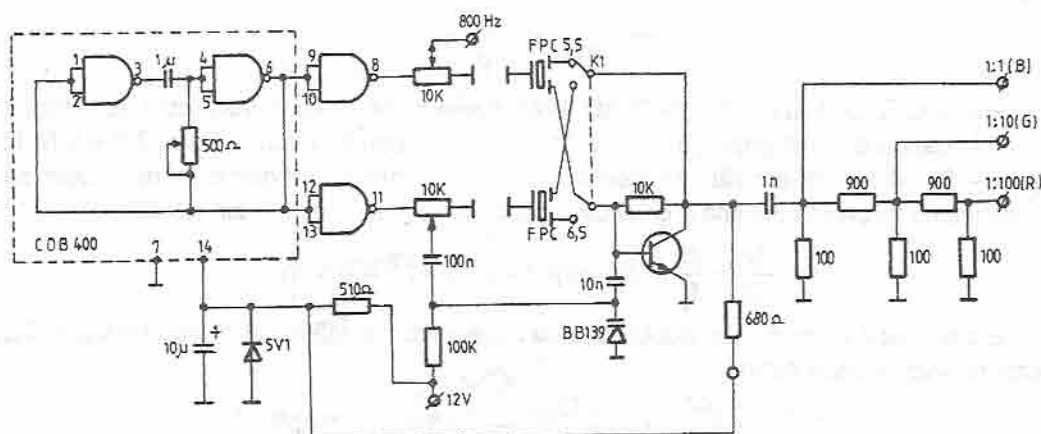 800 Hz
FPC 5,5
K1
1:1(B)
1:10(G)
1:100(R)
1
2
3
1µ
4
5
6
9
10
8
10K
500Ω
12
13
11
10K
10K
1n
900
900
FPC 6,5
COB 400
7
14
100n
10n
100
100
100
510Ω
680Ω
10µ
+
5V1
100K
BB139
12V